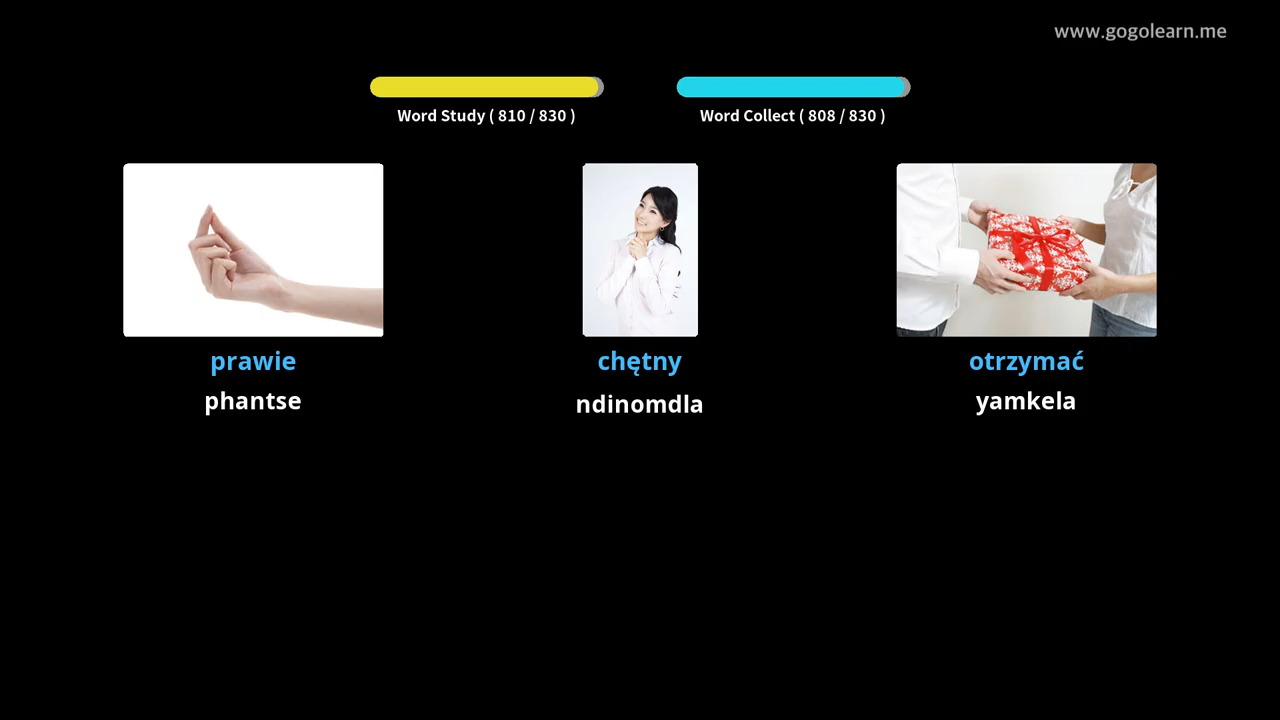 www.gogolearn.me
Word Study ( 810 / 830 )
Word Collect ( 808 / 830 )
prawie
phantse
chętny
ndinomdla
otrzymać
yamkela